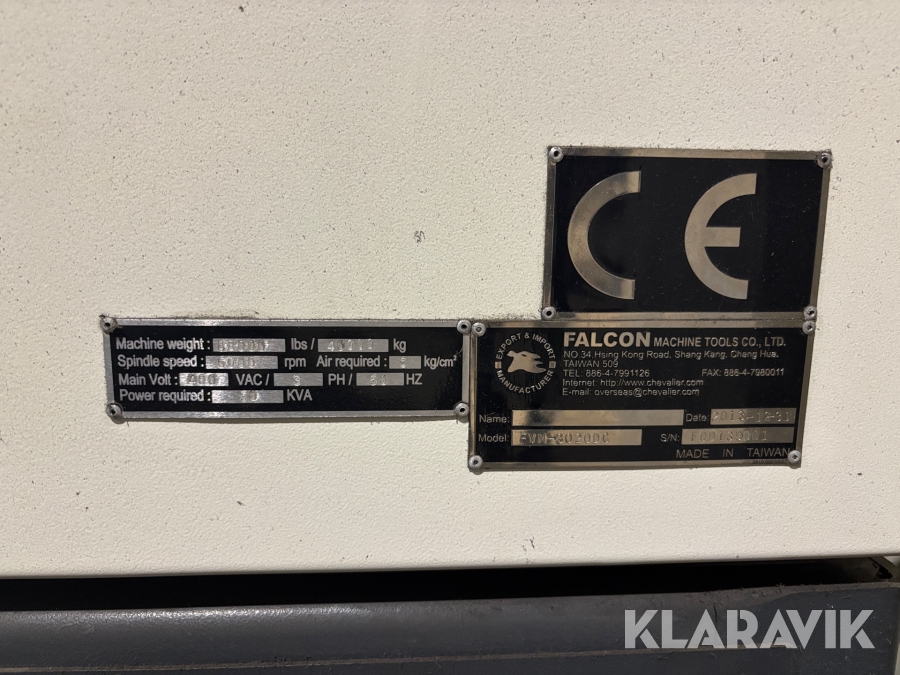 CE
Machine weight : lbs / kg
Spindle speed : rpm Air required : kg/cm²
Main Volt : VAC / PH / HZ
Power required : KVA
EXPORT & IMPORT
MANUFACTURER
FALCON MACHINE TOOLS CO., LTD.
NO.34,Hsing Kong Road, Shang Kang, Chang Hua.
TAIWAN 509
TEL: 886-4-7991126 FAX: 886-4-7980011
Internet: http://www.chevalier.com
E-mail: overseas@chevalier.com
Name: Date: 2013-12-31
Model: S/N:
MADE IN TAIWAN
KLARAVIK